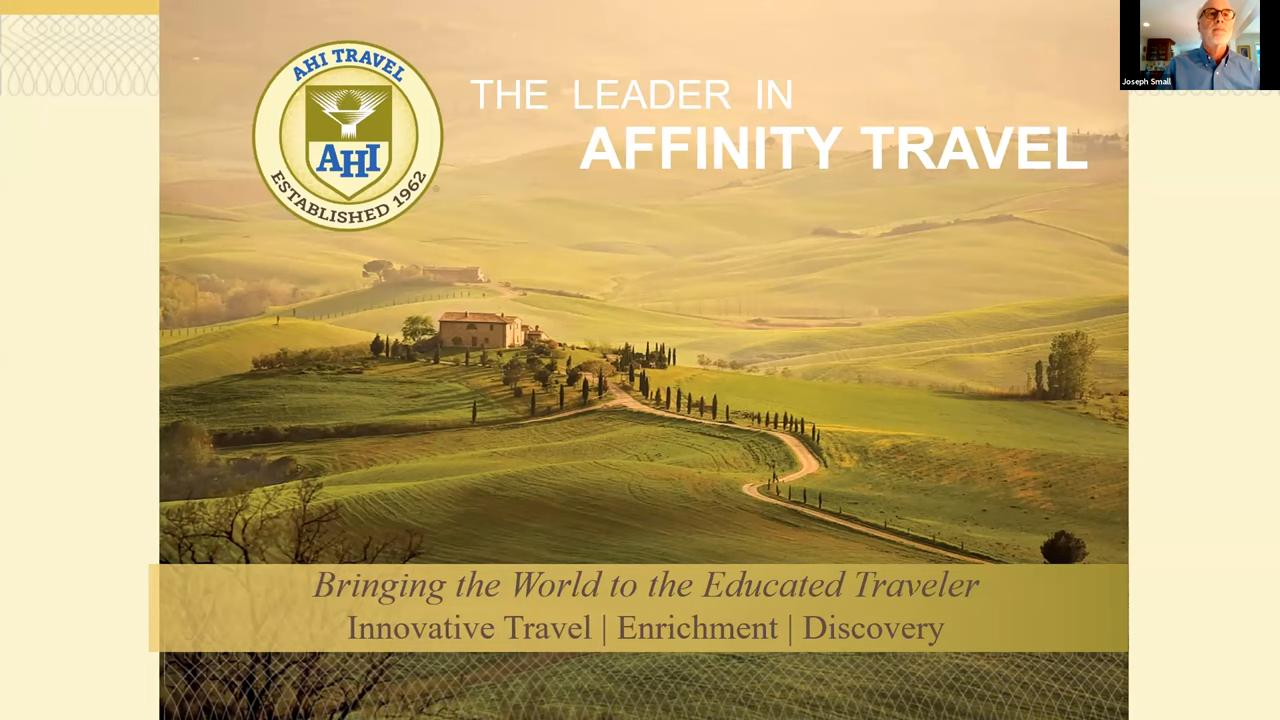 AHI TRAVEL
AHI
ESTABLISHED 1962
THE LEADER IN
AFFINITY TRAVEL
Joseph Small
Bringing the World to the Educated Traveler
Innovative Travel | Enrichment | Discovery